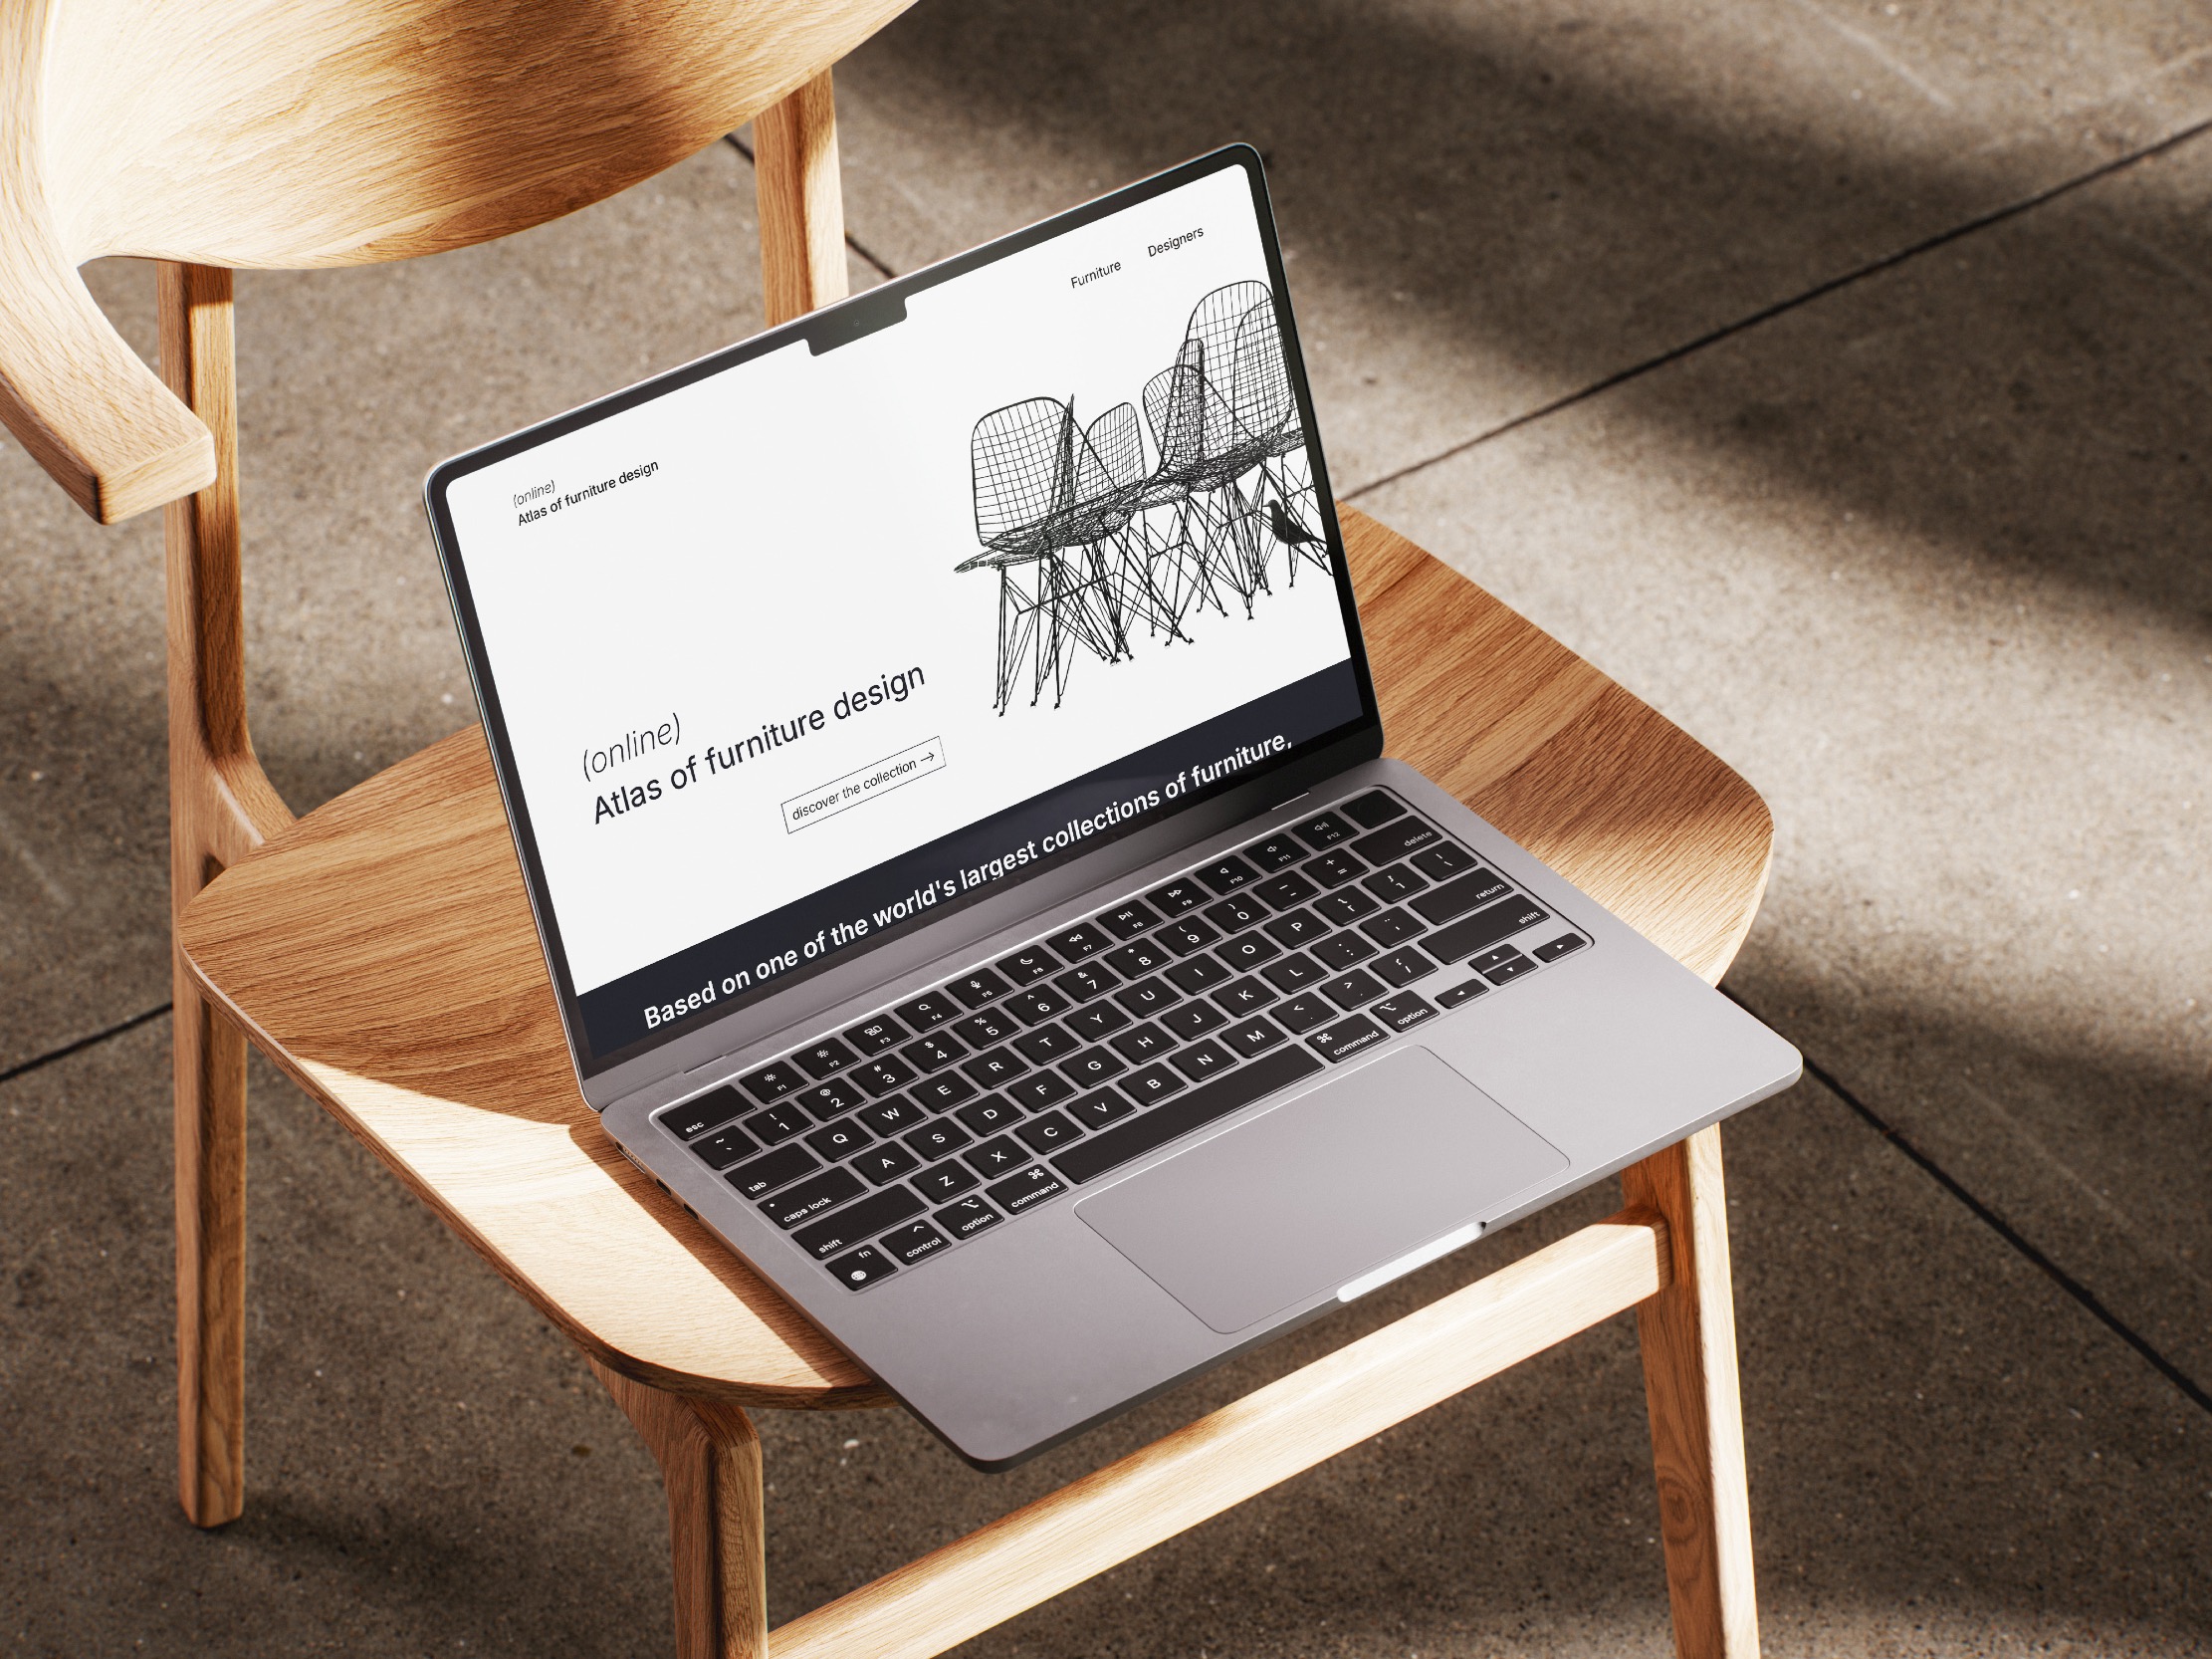 Furniture
Designers
(online)
Atlas of furniture design
(online)
Atlas of furniture design
discover the collection →
Based on one of the world's largest collections of furniture,
esc F1 F2 F3 F4 F5 F6 F7 F8 F9 F10 F11 F12
~ ` ! 1 @ 2 # 3 $ 4 % 5 ^ 6 & 7 * 8 ( 9 ) 0 _ - + = delete
tab Q W E R T Y U I O P { [ } ] | \
caps lock A S D F G H J K L : ; " ' return
shift Z X C V B N M < , > . ? / shift
fn control option command command option